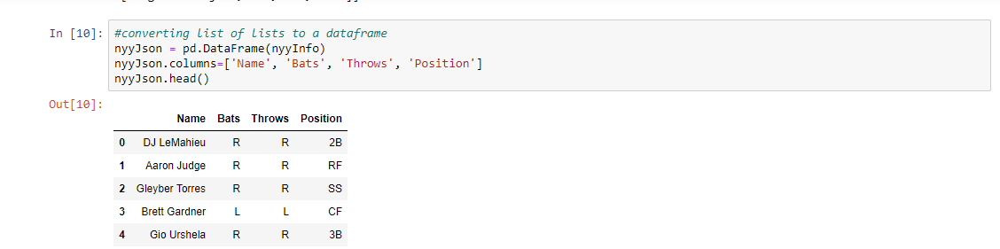 In [10]: #converting list of lists to a dataframe
nyyJson = pd.DataFrame(nyyInfo)
nyyJson.columns=['Name', 'Bats', 'Throws', 'Position']
nyyJson.head()
Out[10]:
Name Bats Throws Position
0 DJ LeMahieu R R 2B
1 Aaron Judge R R RF
2 Gleyber Torres R R SS
3 Brett Gardner L L CF
4 Gio Urshela R R 3B